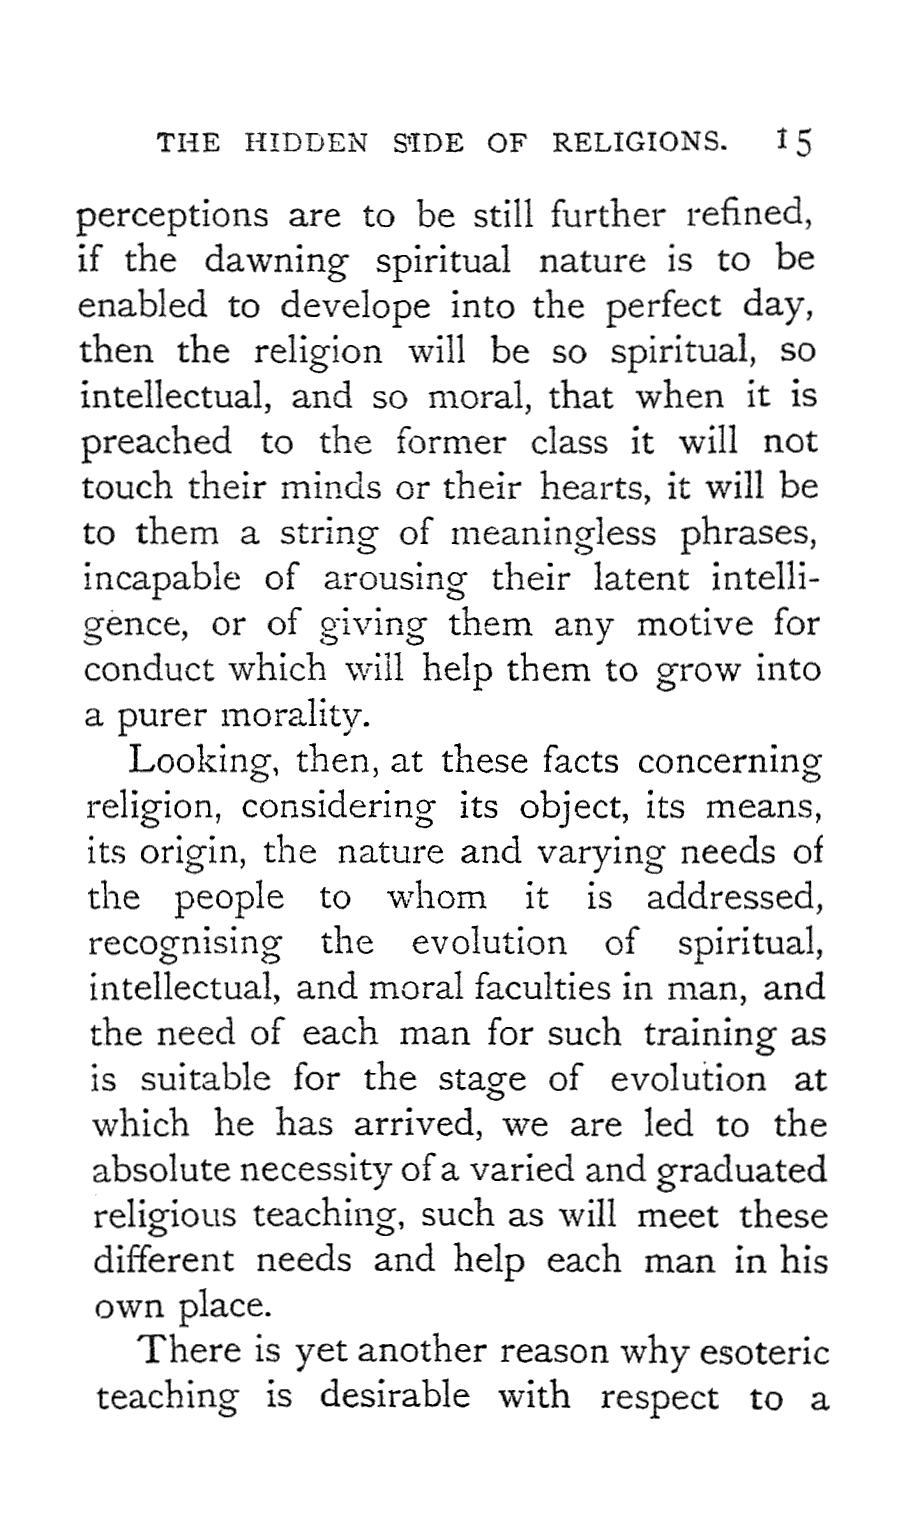 THE HIDDEN SIDE OF RELIGIONS. 15
perceptions are to be still further refined,
if the dawning spiritual nature is to be
enabled to develope into the perfect day,
then the religion will be so spiritual, so
intellectual, and so moral, that when it is
preached to the former class it will not
touch their minds or their hearts, it will be
to them a string of meaningless phrases,
incapable of arousing their latent intelli-
gence, or of giving them any motive for
conduct which will help them to grow into
a purer morality.
Looking, then, at these facts concerning
religion, considering its object, its means,
its origin, the nature and varying needs of
the people to whom it is addressed,
recognising the evolution of spiritual,
intellectual, and moral faculties in man, and
the need of each man for such training as
is suitable for the stage of evolution at
which he has arrived, we are led to the
absolute necessity of a varied and graduated
religious teaching, such as will meet these
different needs and help each man in his
own place.
There is yet another reason why esoteric
teaching is desirable with respect to a